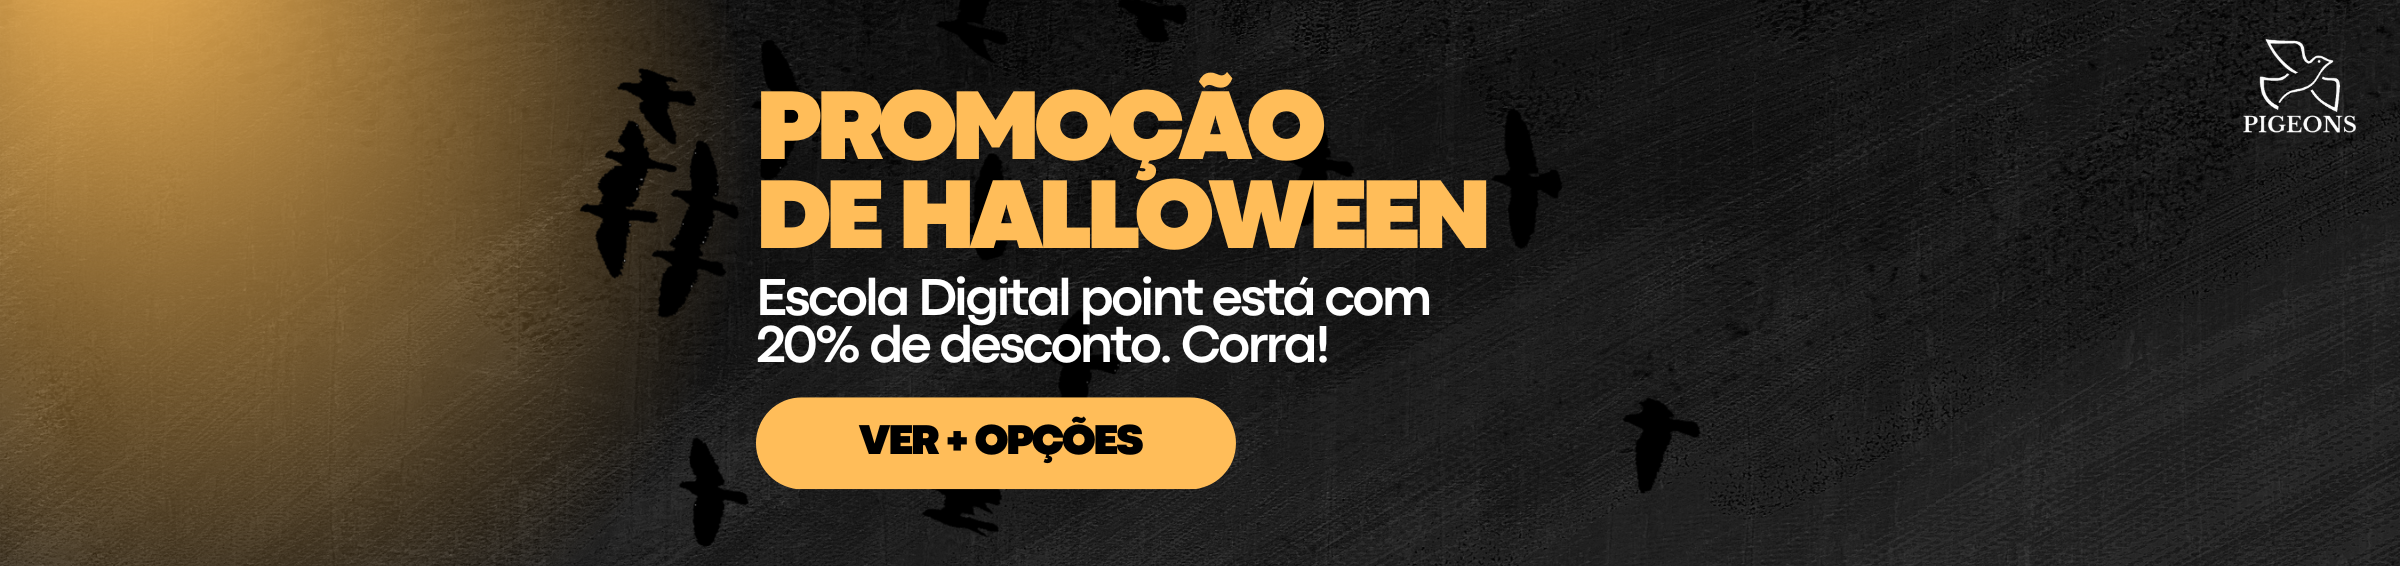 PROMOÇÃO
DE HALLOWEEN
Escola Digital point está com
20% de desconto. Corra!
VER + OPÇÕES
PIGEONS